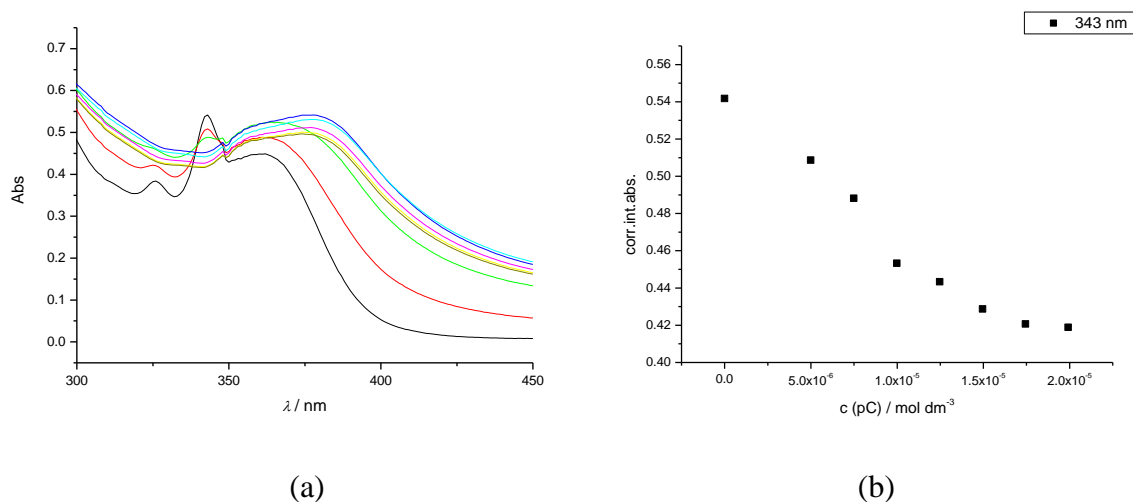 0.7
0.6
0.5
0.4
0.3
0.2
0.1
0.0
Abs
300
350
400
450
λ / nm
(a)
343 nm
0.56
0.54
0.52
0.50
0.48
0.46
0.44
0.42
0.40
corr.int.abs.
0.0
5.0x10⁻⁶
1.0x10⁻⁵
1.5x10⁻⁵
2.0x10⁻⁵
c (pC) / mol dm⁻³
(b)